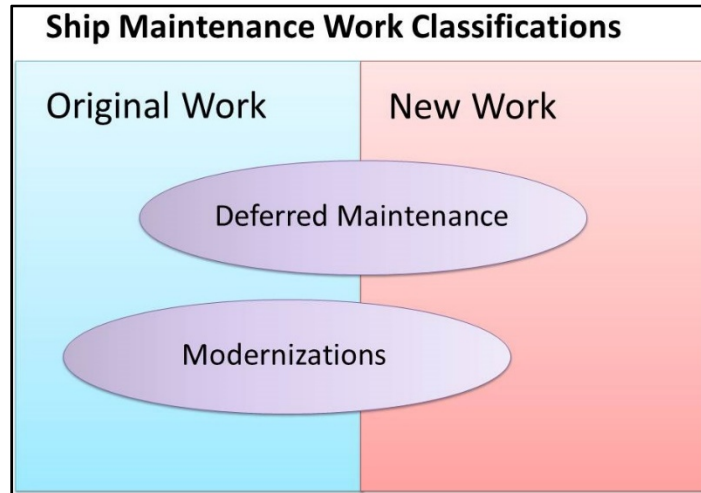 Ship Maintenance Work Classifications
Original Work
New Work
Deferred Maintenance
Modernizations